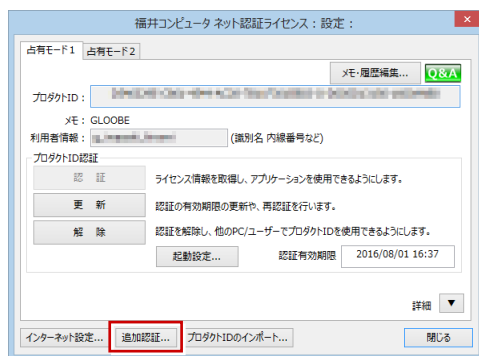 福井コンピュータ ネット認証ライセンス：設定：
占有モード1 占有モード2
メモ・履歴編集... Q&A
プロダクトID：
メモ： GLOOBE
利用者情報： (識別名 内線番号など)
プロダクトID認証
認　証 ライセンス情報を取得し、アプリケーションを使用できるようにします。
更　新 認証の有効期限の更新や、再認証を行います。
解　除 認証を解除し、他のPC/ユーザーでプロダクトIDを使用できるようにします。
起動設定... 認証有効期限 2016/08/01 16:37
詳細 ▼
インターネット設定... 追加認証... プロダクトIDのインポート... 閉じる